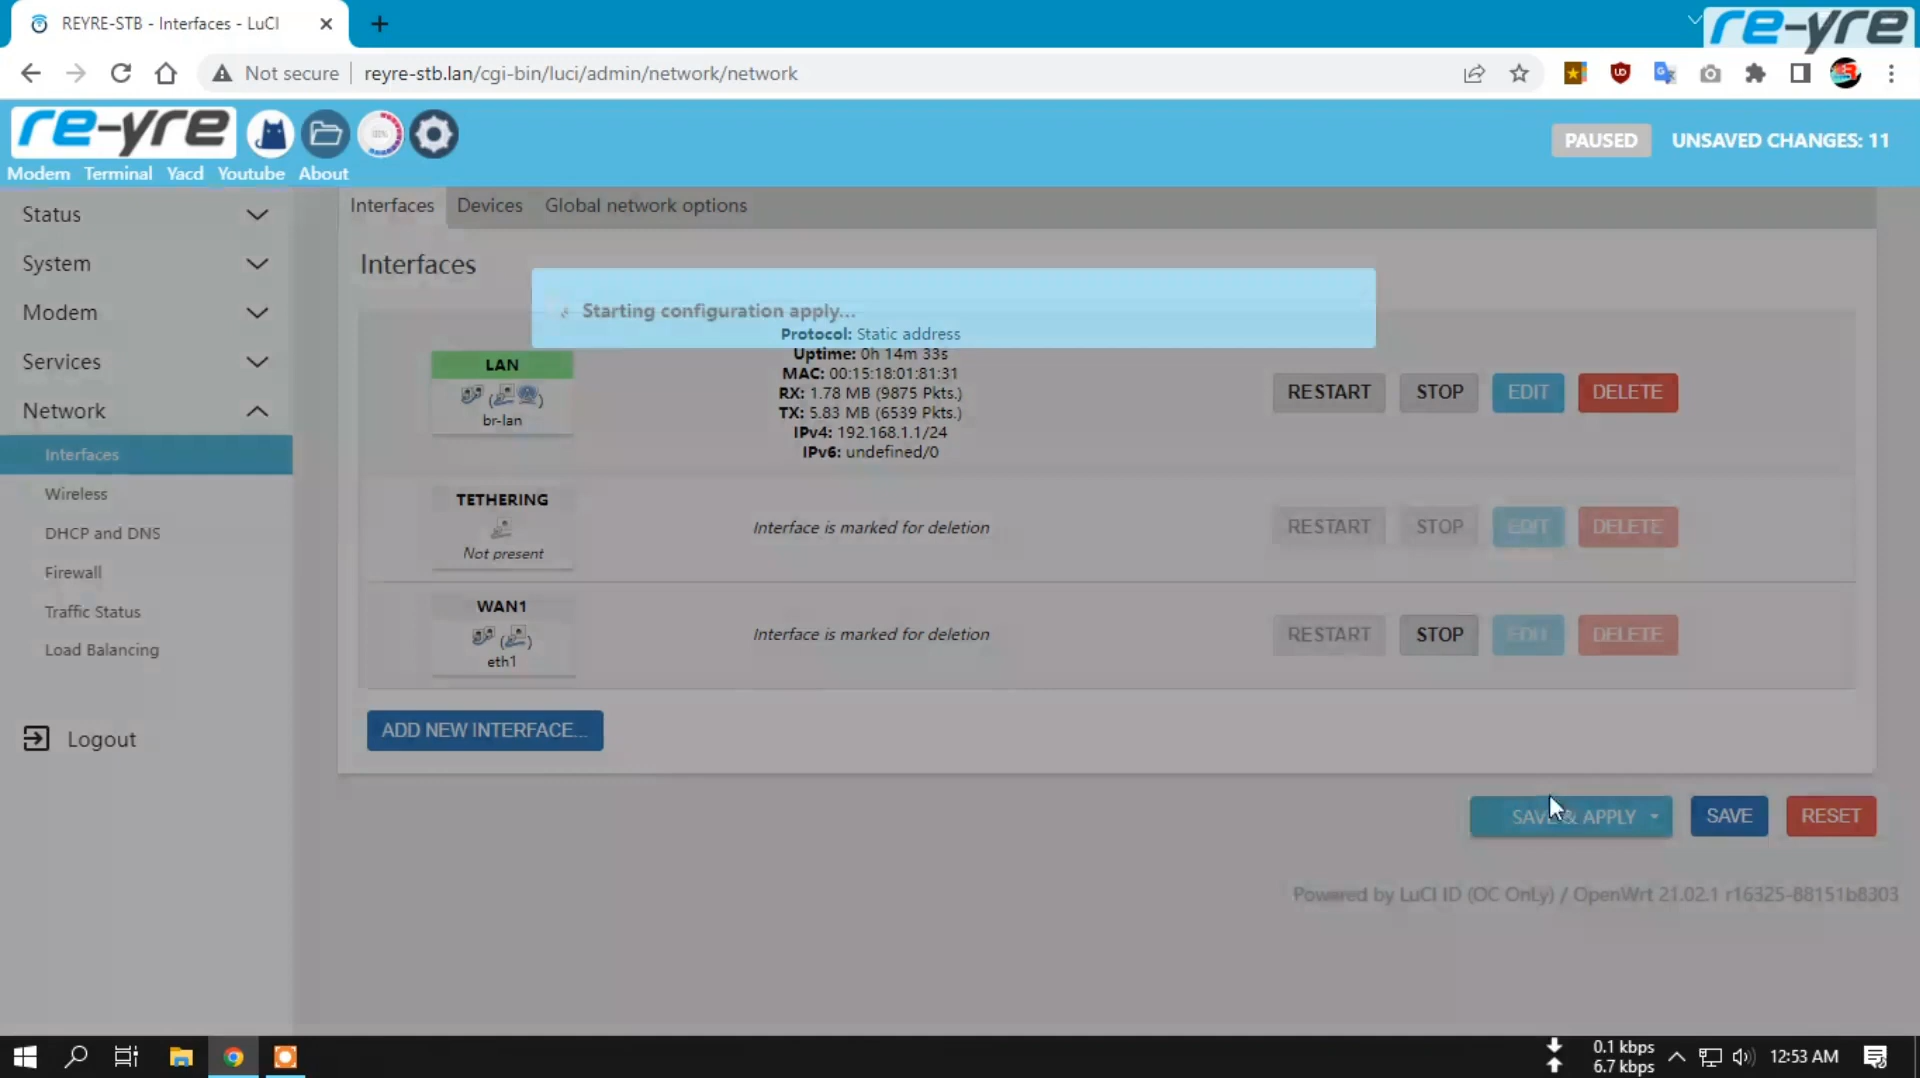 REYRE-STB - Interfaces - LuCI
re-yre
Not secure
reyre-stb.lan/cgi-bin/luci/admin/network/network
re-yre
PAUSED
UNSAVED CHANGES: 11
Modem Terminal Yacd Youtube About
Status
System
Modem
Services
Network
Interfaces
Wireless
DHCP and DNS
Firewall
Traffic Status
Load Balancing
Logout
Interfaces Devices Global network options
Interfaces
Starting configuration apply...
LAN
br-lan
Protocol: Static address
Uptime: 0h 14m 33s
MAC: 00:15:18:01:81:31
RX: 1.78 MB (9875 Pkts.)
TX: 5.83 MB (6539 Pkts.)
IPv4: 192.168.1.1/24
IPv6: undefined/0
RESTART STOP EDIT DELETE
TETHERING
Not present
Interface is marked for deletion
RESTART STOP EDIT DELETE
WAN1
eth1
Interface is marked for deletion
RESTART STOP EDIT DELETE
ADD NEW INTERFACE...
SAVE & APPLY SAVE RESET
Powered by LuCI ID (OC Only) / OpenWrt 21.02.1 r16325-88151b8303
0.1 kbps
6.7 kbps
12:53 AM